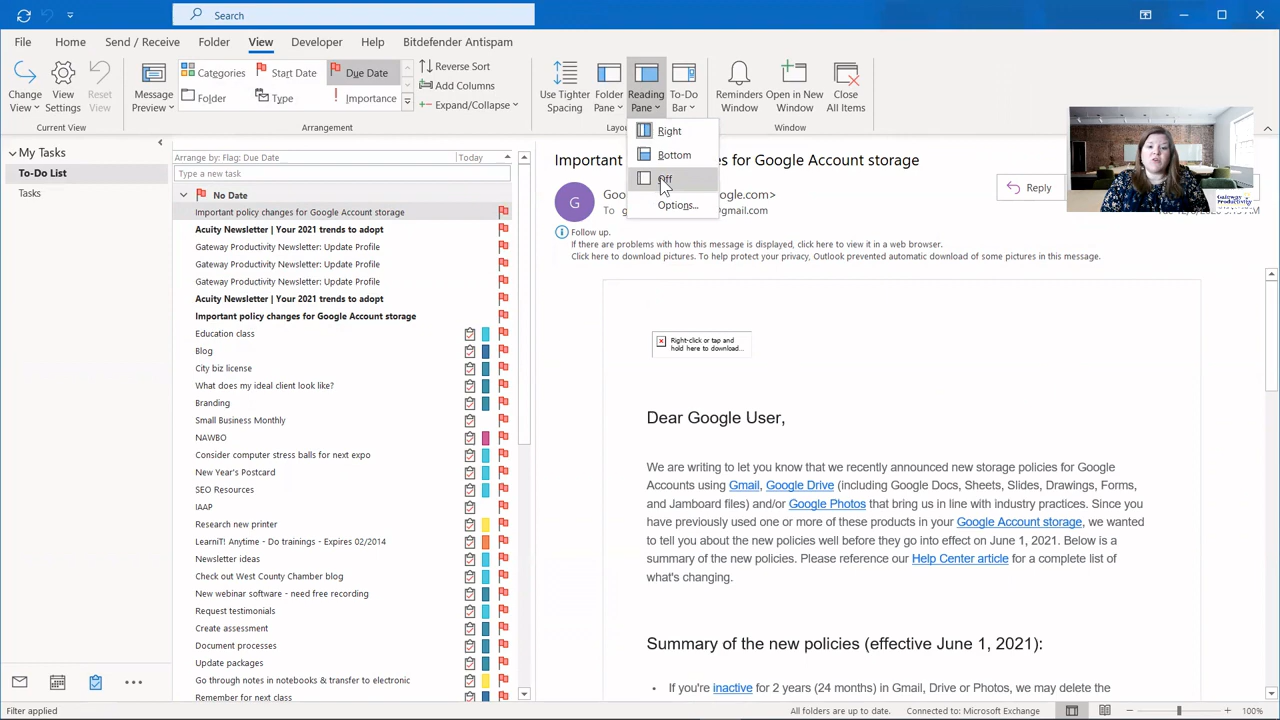 Search
File Home Send / Receive Folder View Developer Help Bitdefender Antispam
Change View
View Settings
Reset View
Current View
Message Preview
Categories Start Date Due Date
Folder Type Importance
Arrangement
Reverse Sort
Add Columns
Expand/Collapse
Use Tighter Spacing
Folder Pane
Reading Pane
To-Do Bar
Reminders Window
Open in New Window
Close All Items
Window
Right
Bottom
Off
Options...
My Tasks
To-Do List
Tasks
Arrange by: Flag: Due Date Today
Type a new task
No Date
Important policy changes for Google Account storage
Acuity Newsletter | Your 2021 trends to adopt
Gateway Productivity Newsletter: Update Profile
Gateway Productivity Newsletter: Update Profile
Gateway Productivity Newsletter: Update Profile
Acuity Newsletter | Your 2021 trends to adopt
Important policy changes for Google Account storage
Education class
Blog
City biz license
What does my ideal client look like?
Branding
Small Business Monthly
NAWBO
Consider computer stress balls for next expo
New Year's Postcard
SEO Resources
IAAP
Research new printer
LearniT! Anytime - Do trainings - Expires 02/2014
Newsletter ideas
Check out West County Chamber blog
New webinar software - need free recording
Request testimonials
Create assessment
Document processes
Update packages
Go through notes in notebooks & transfer to electronic
Remember for next class
Important
es for Google Account storage
G
Goo
gle.com>
To g
@gmail.com
Reply
Gateway Productivity
Follow up.
If there are problems with how this message is displayed, click here to view it in a web browser.
Click here to download pictures. To help protect your privacy, Outlook prevented automatic download of some pictures in this message.
Right-click or tap and
hold here to download...
Dear Google User,
We are writing to let you know that we recently announced new storage policies for Google
Accounts using Gmail, Google Drive (including Google Docs, Sheets, Slides, Drawings, Forms,
and Jamboard files) and/or Google Photos that bring us in line with industry practices. Since you
have previously used one or more of these products in your Google Account storage, we wanted
to tell you about the new policies well before they go into effect on June 1, 2021. Below is a
summary of the new policies. Please reference our Help Center article for a complete list of
what's changing.
Summary of the new policies (effective June 1, 2021):
• If you're inactive for 2 years (24 months) in Gmail, Drive or Photos, we may delete the
Filter applied
All folders are up to date. Connected to: Microsoft Exchange
100%